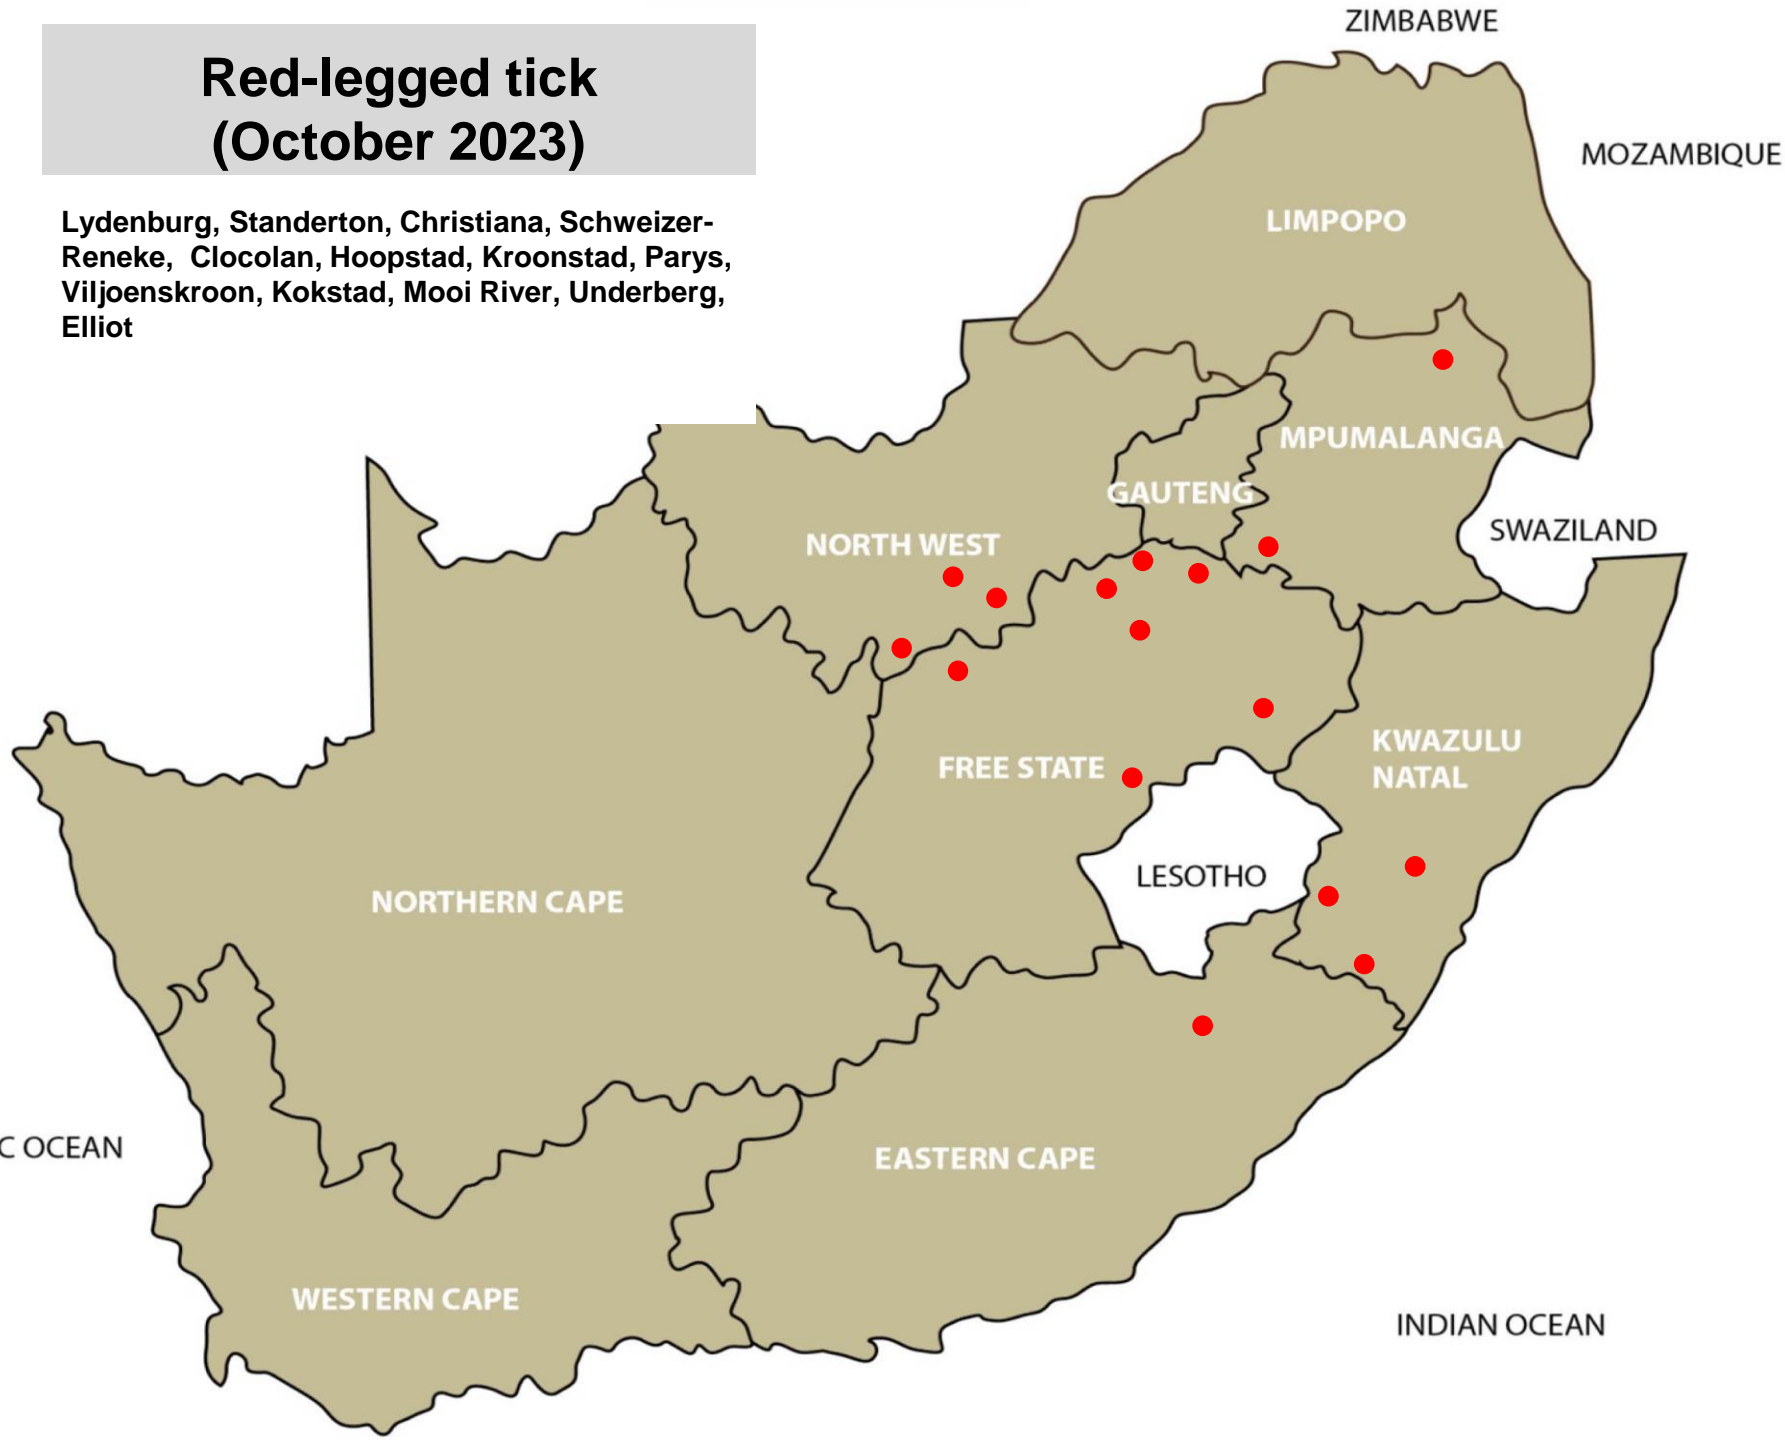 Red-legged tick
(October 2023)
Lydenburg, Standerton, Christiana, Schweizer-
Reneke, Clocolan, Hoopstad, Kroonstad, Parys,
Viljoenskroon, Kokstad, Mooi River, Underberg,
Elliot
ZIMBABWE
MOZAMBIQUE
LIMPOPO
MPUMALANGA
GAUTENG
SWAZILAND
NORTH WEST
KWAZULU
NATAL
FREE STATE
LESOTHO
NORTHERN CAPE
C OCEAN
EASTERN CAPE
WESTERN CAPE
INDIAN OCEAN